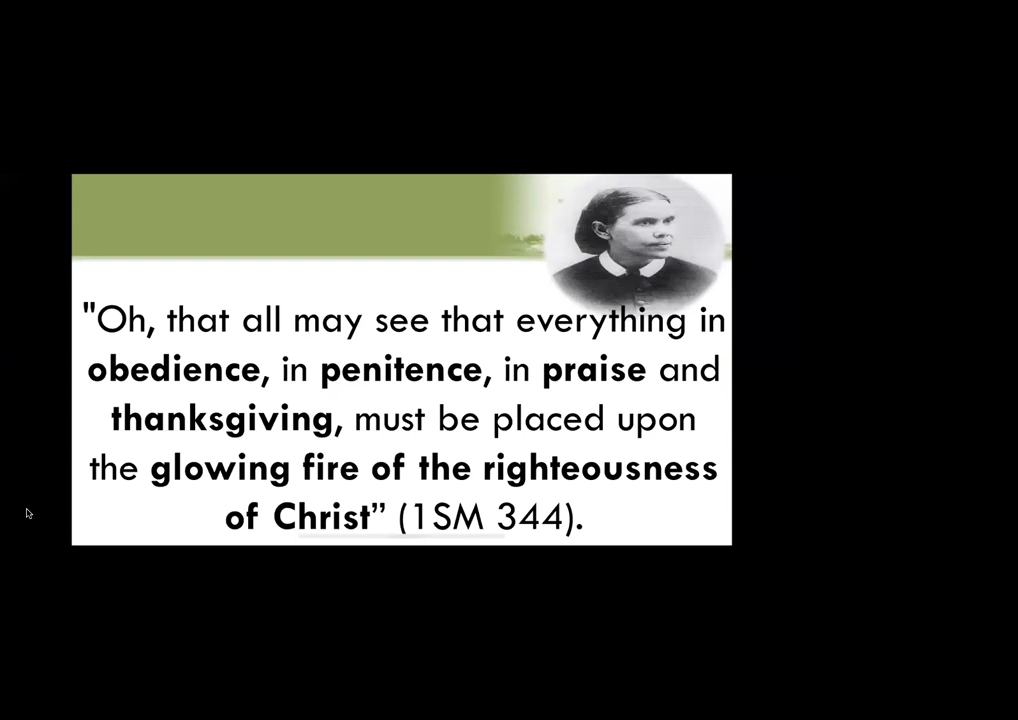 "Oh, that all may see that everything in
obedience, in penitence, in praise and
thanksgiving, must be placed upon
the glowing fire of the righteousness
of Christ” (1SM 344).